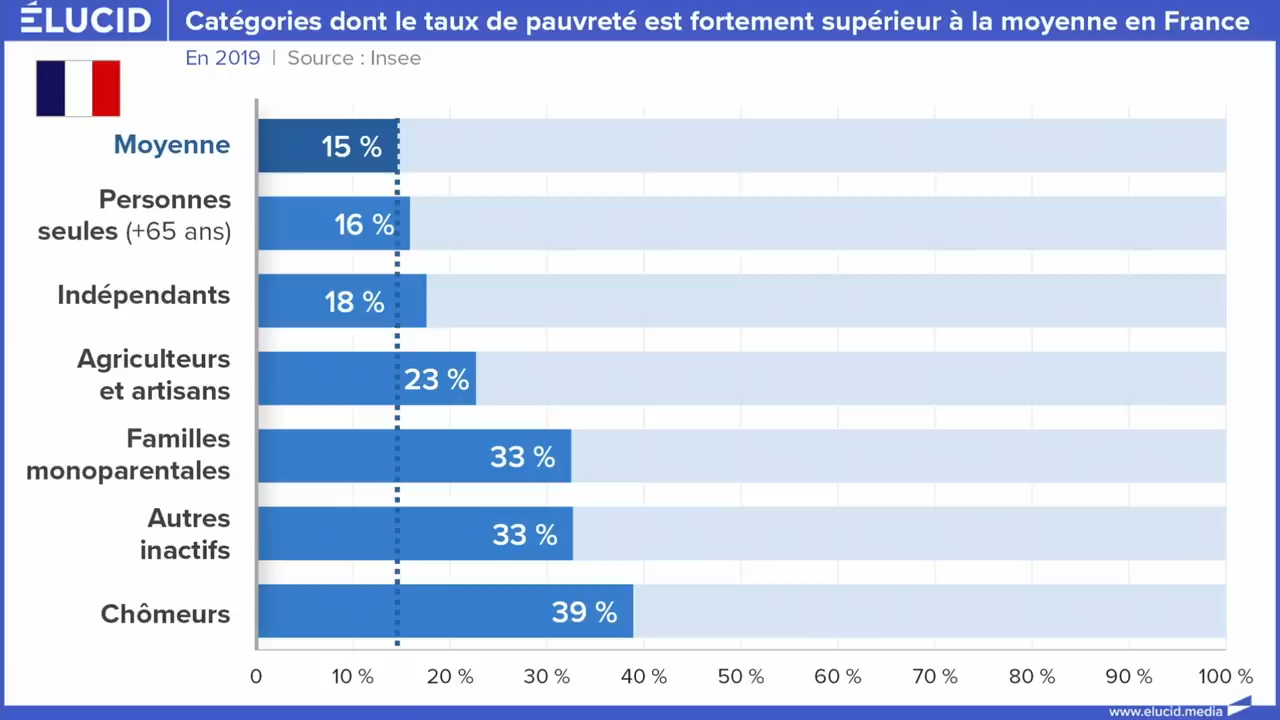 ÉLUCID
Catégories dont le taux de pauvreté est fortement supérieur à la moyenne en France
En 2019 | Source : Insee
Moyenne
15 %
Personnes
seules (+65 ans)
16 %
Indépendants
18 %
Agriculteurs
et artisans
23 %
Familles
monoparentales
33 %
Autres
inactifs
33 %
Chômeurs
39 %
0 10 % 20 % 30 % 40 % 50 % 60 % 70 % 80 % 90 % 100 %
www.elucid.media